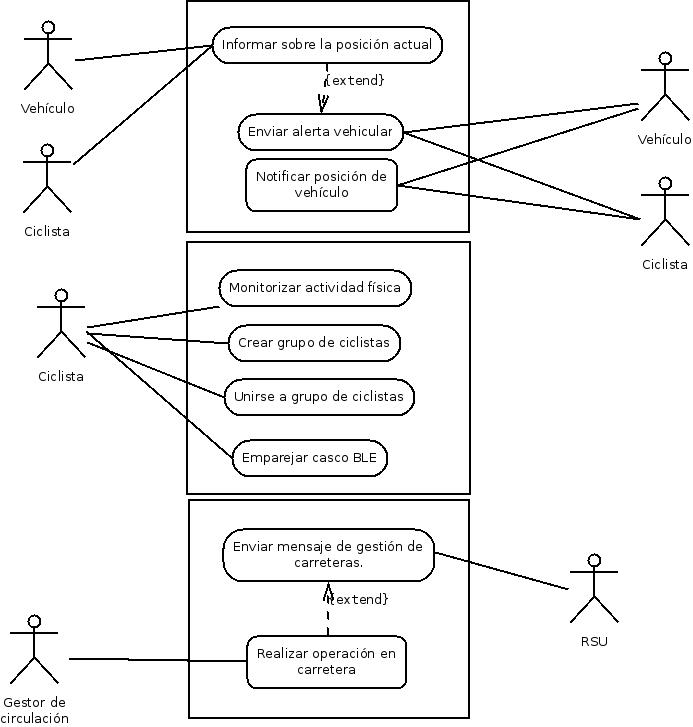 Informar sobre la posición actual
{extend}
Vehículo
Enviar alerta vehicular
Vehículo
Notificar posición de
vehículo
Ciclista
Ciclista
Monitorizar actividad física
Crear grupo de ciclistas
Ciclista
Unirse a grupo de ciclistas
Emparejar casco BLE
Enviar mensaje de gestión de
carreteras.
{extend}
RSU
Realizar operación en
carretera
Gestor de
circulación